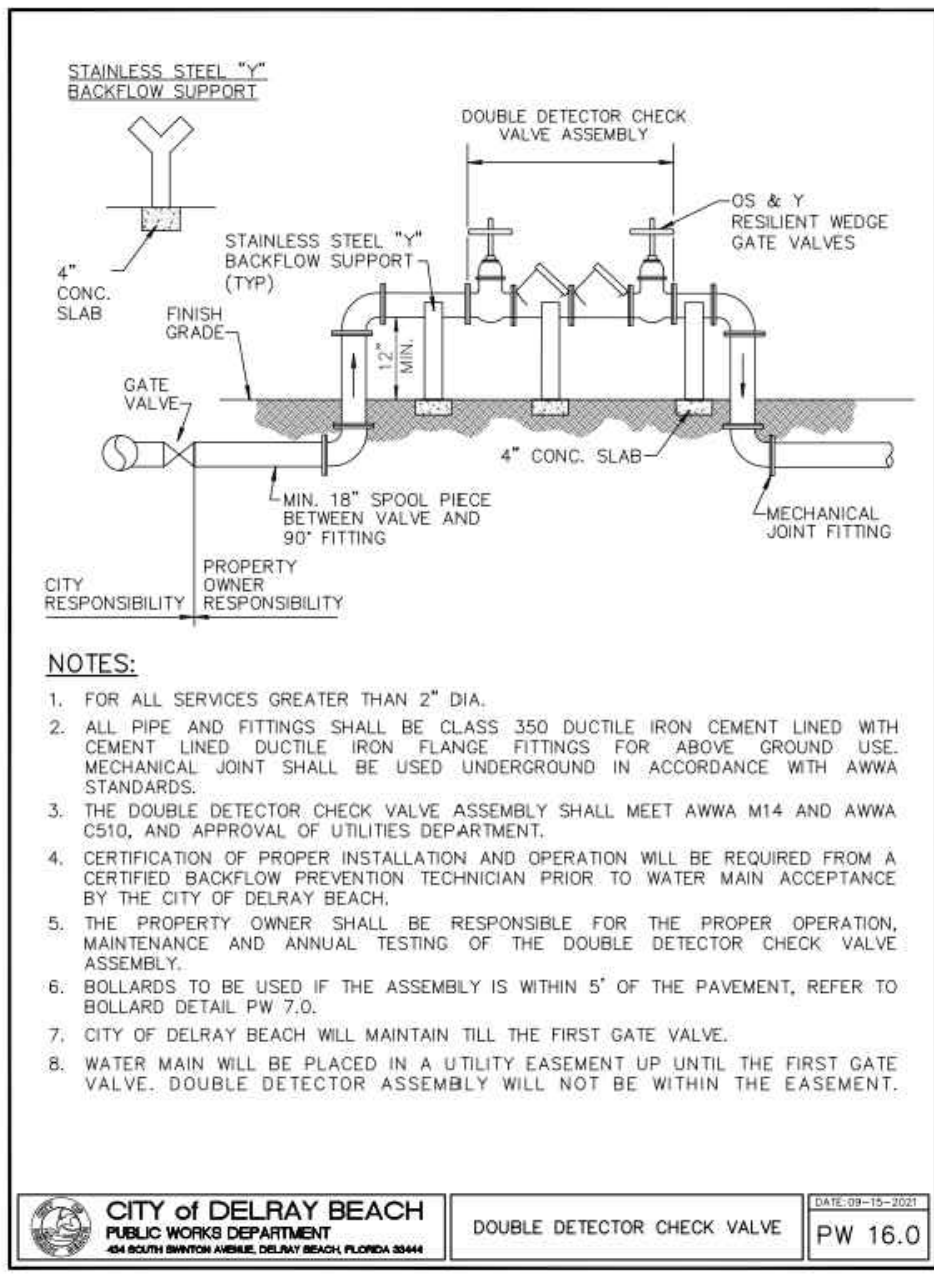 STAINLESS STEEL "Y"
BACKFLOW SUPPORT
4"
CONC.
SLAB
DOUBLE DETECTOR CHECK
VALVE ASSEMBLY
OS & Y
RESILIENT WEDGE
GATE VALVES
STAINLESS STEEL "Y"
BACKFLOW SUPPORT
(TYP)
FINISH
GRADE
12"
MIN.
GATE
VALVE
4" CONC. SLAB
MIN. 18" SPOOL PIECE
BETWEEN VALVE AND
90° FITTING
MECHANICAL
JOINT FITTING
CITY
RESPONSIBILITY
PROPERTY
OWNER
RESPONSIBILITY
NOTES:
1. FOR ALL SERVICES GREATER THAN 2" DIA.
2. ALL PIPE AND FITTINGS SHALL BE CLASS 350 DUCTILE IRON CEMENT LINED WITH
CEMENT LINED DUCTILE IRON FLANGE FITTINGS FOR ABOVE GROUND USE.
MECHANICAL JOINT SHALL BE USED UNDERGROUND IN ACCORDANCE WITH AWWA
STANDARDS.
3. THE DOUBLE DETECTOR CHECK VALVE ASSEMBLY SHALL MEET AWWA M14 AND AWWA
C510, AND APPROVAL OF UTILITIES DEPARTMENT.
4. CERTIFICATION OF PROPER INSTALLATION AND OPERATION WILL BE REQUIRED FROM A
CERTIFIED BACKFLOW PREVENTION TECHNICIAN PRIOR TO WATER MAIN ACCEPTANCE
BY THE CITY OF DELRAY BEACH.
5. THE PROPERTY OWNER SHALL BE RESPONSIBLE FOR THE PROPER OPERATION,
MAINTENANCE AND ANNUAL TESTING OF THE DOUBLE DETECTOR CHECK VALVE
ASSEMBLY.
6. BOLLARDS TO BE USED IF THE ASSEMBLY IS WITHIN 5' OF THE PAVEMENT, REFER TO
BOLLARD DETAIL PW 7.0.
7. CITY OF DELRAY BEACH WILL MAINTAIN TILL THE FIRST GATE VALVE.
8. WATER MAIN WILL BE PLACED IN A UTILITY EASEMENT UP UNTIL THE FIRST GATE
VALVE. DOUBLE DETECTOR ASSEMBLY WILL NOT BE WITHIN THE EASEMENT.
CITY of DELRAY BEACH
PUBLIC WORKS DEPARTMENT
434 SOUTH SWINTON AVENUE, DELRAY BEACH, FLORIDA 33444
DOUBLE DETECTOR CHECK VALVE
DATE: 09-15-2021
PW 16.0